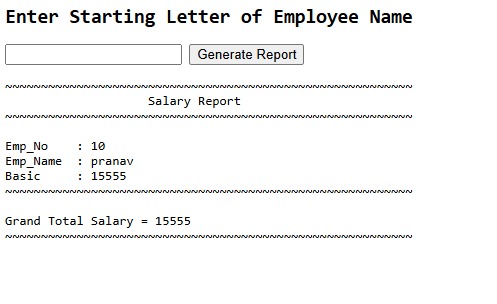 Enter Starting Letter of Employee Name
Generate Report
~~~~~~~~~~~~~~~~~~~~~~~~~~~~~~~~~~~~~~~~~~~~~~~~~~~~~~~~~
                    Salary Report
~~~~~~~~~~~~~~~~~~~~~~~~~~~~~~~~~~~~~~~~~~~~~~~~~~~~~~~~~
Emp_No    : 10
Emp_Name  : pranav
Basic     : 15555
~~~~~~~~~~~~~~~~~~~~~~~~~~~~~~~~~~~~~~~~~~~~~~~~~~~~~~~~~
Grand Total Salary = 15555
~~~~~~~~~~~~~~~~~~~~~~~~~~~~~~~~~~~~~~~~~~~~~~~~~~~~~~~~~